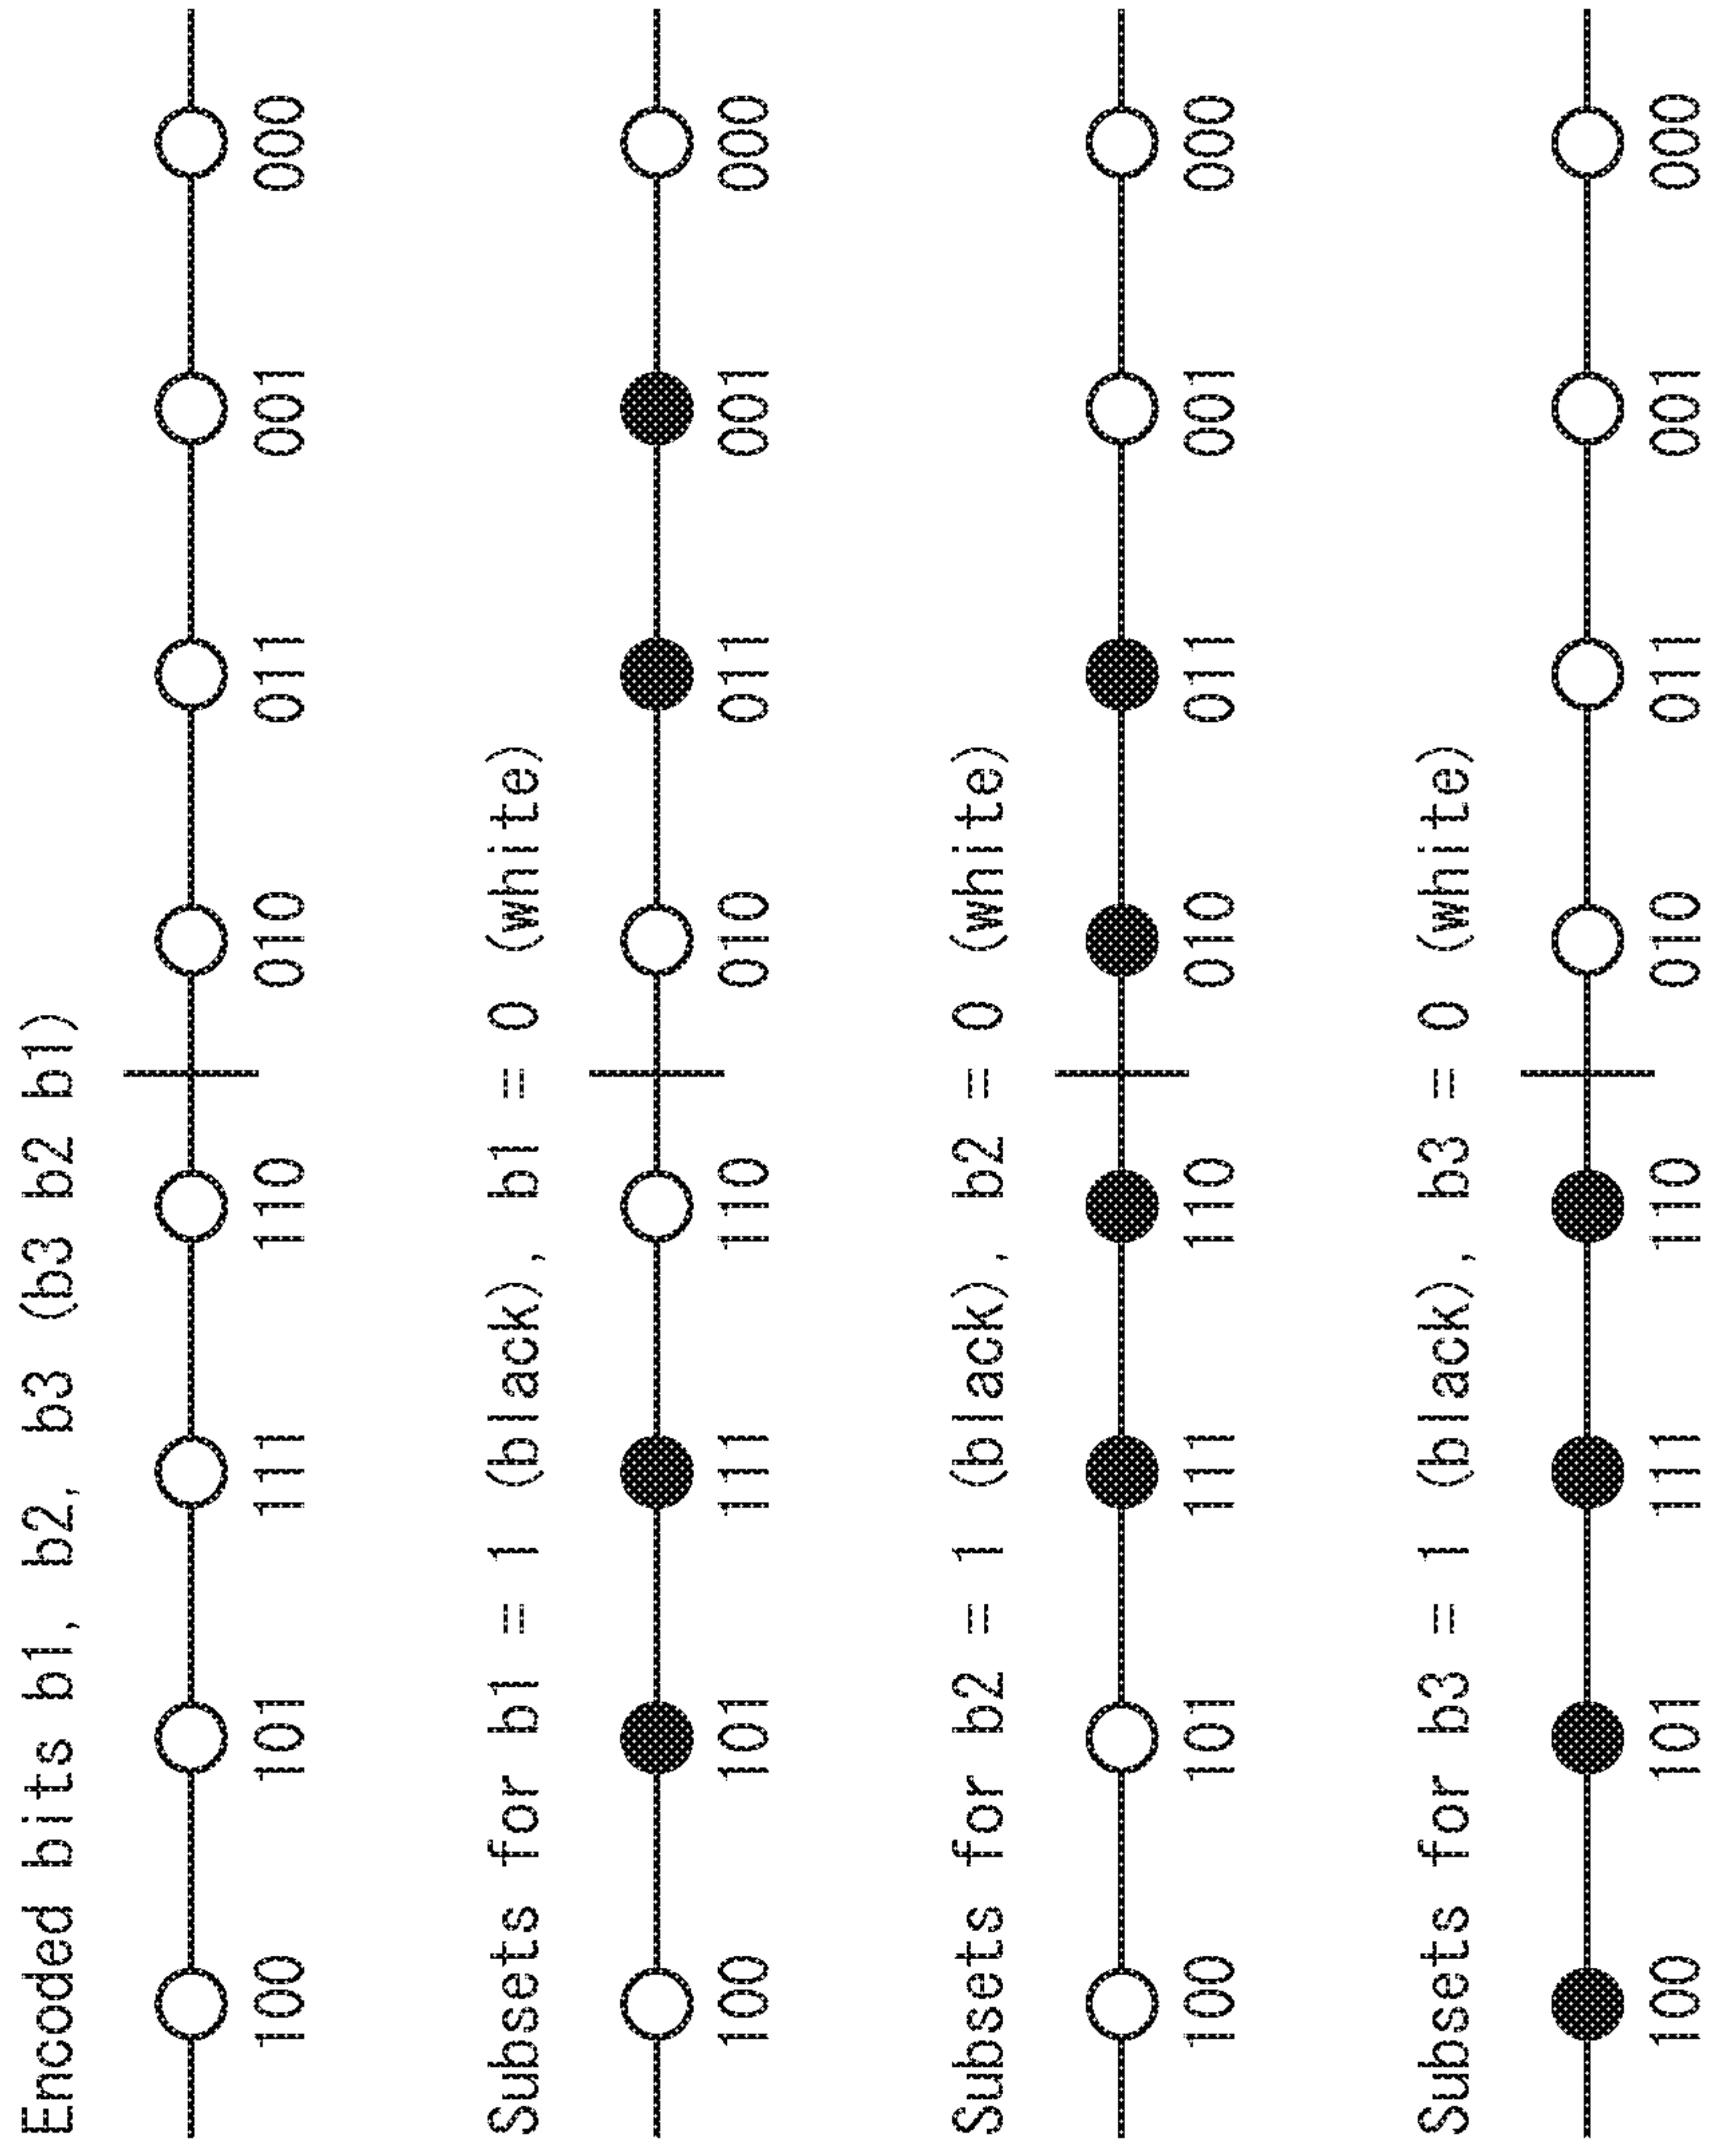 Encoded bits b1, b2, b3 (b3 b2 b1)
100 101 111 110 010 011 001 000
Subsets for b1 = 1 (black), b1 = 0 (white)
100 101 111 110 010 011 001 000
Subsets for b2 = 1 (black), b2 = 0 (white)
100 101 111 110 010 011 001 000
Subsets for b3 = 1 (black), b3 = 0 (white)
100 101 111 110 010 011 001 000